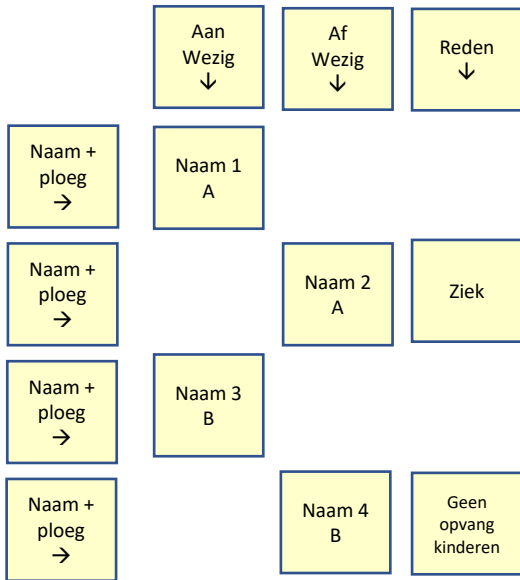 Aan
Wezig
↓
Af
Wezig
↓
Reden
↓
Naam +
ploeg
→
Naam 1
A
Naam +
ploeg
→
Naam 2
A
Ziek
Naam +
ploeg
→
Naam 3
B
Naam +
ploeg
→
Naam 4
B
Geen
opvang
kinderen